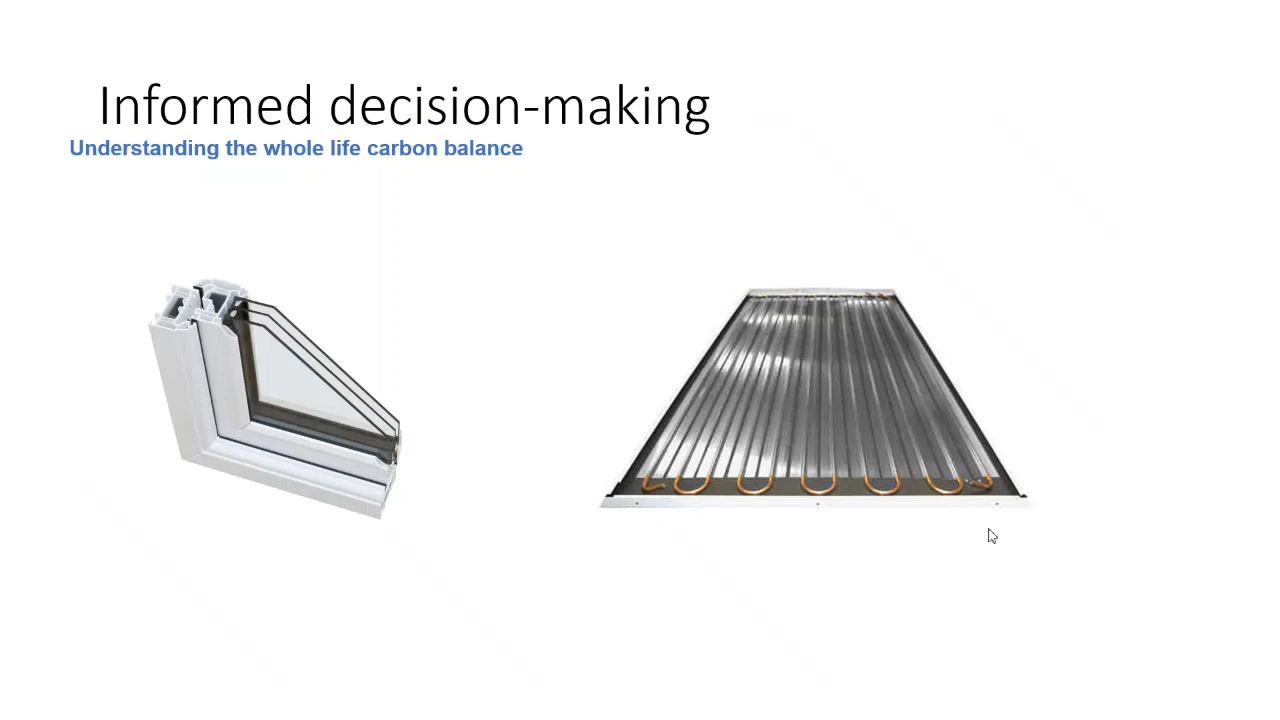 Informed decision-making
Understanding the whole life carbon balance